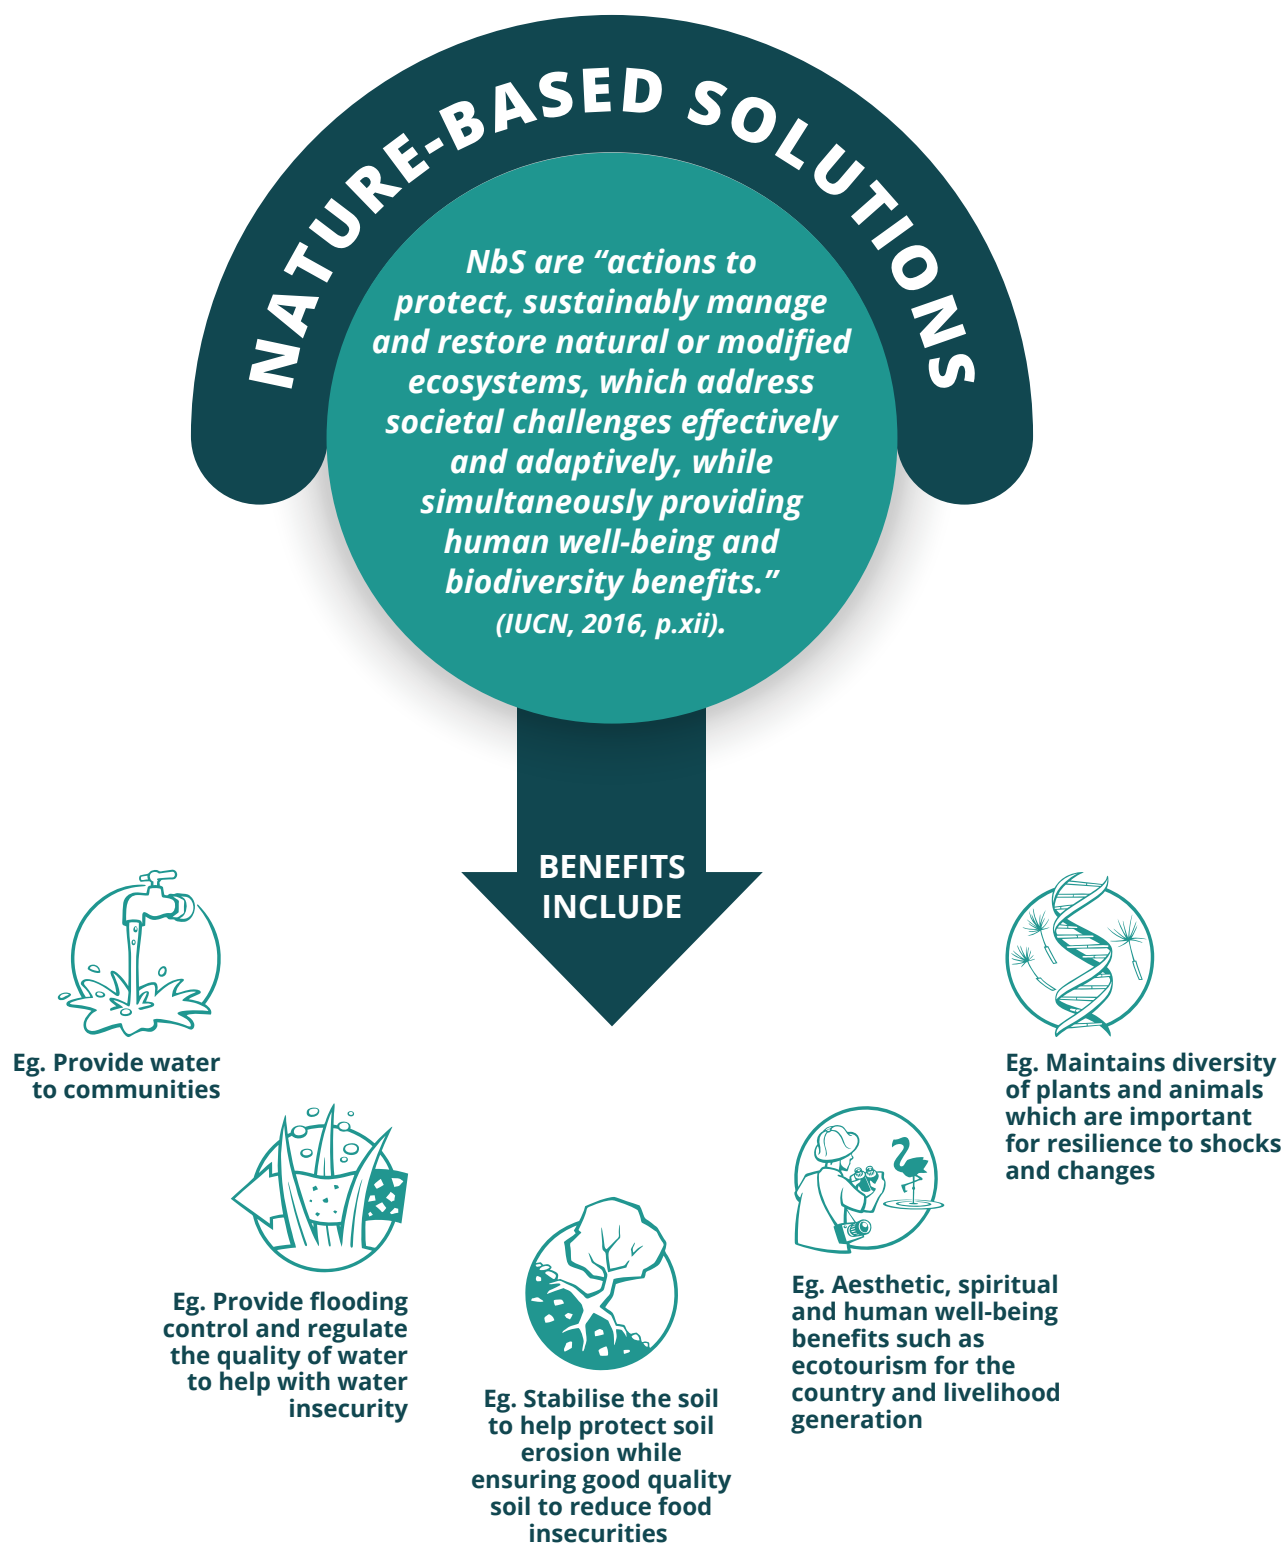 NATURE-BASED SOLUTIONS
NbS are “actions to
protect, sustainably manage
and restore natural or modified
ecosystems, which address
societal challenges effectively
and adaptively, while
simultaneously providing
human well-being and
biodiversity benefits.”
(IUCN, 2016, p.xii).
BENEFITS
INCLUDE
Eg. Provide water
to communities
Eg. Provide flooding
control and regulate
the quality of water
to help with water
insecurity
Eg. Stabilise the soil
to help protect soil
erosion while
ensuring good quality
soil to reduce food
insecurities
Eg. Aesthetic, spiritual
and human well-being
benefits such as
ecotourism for the
country and livelihood
generation
Eg. Maintains diversity
of plants and animals
which are important
for resilience to shocks
and changes